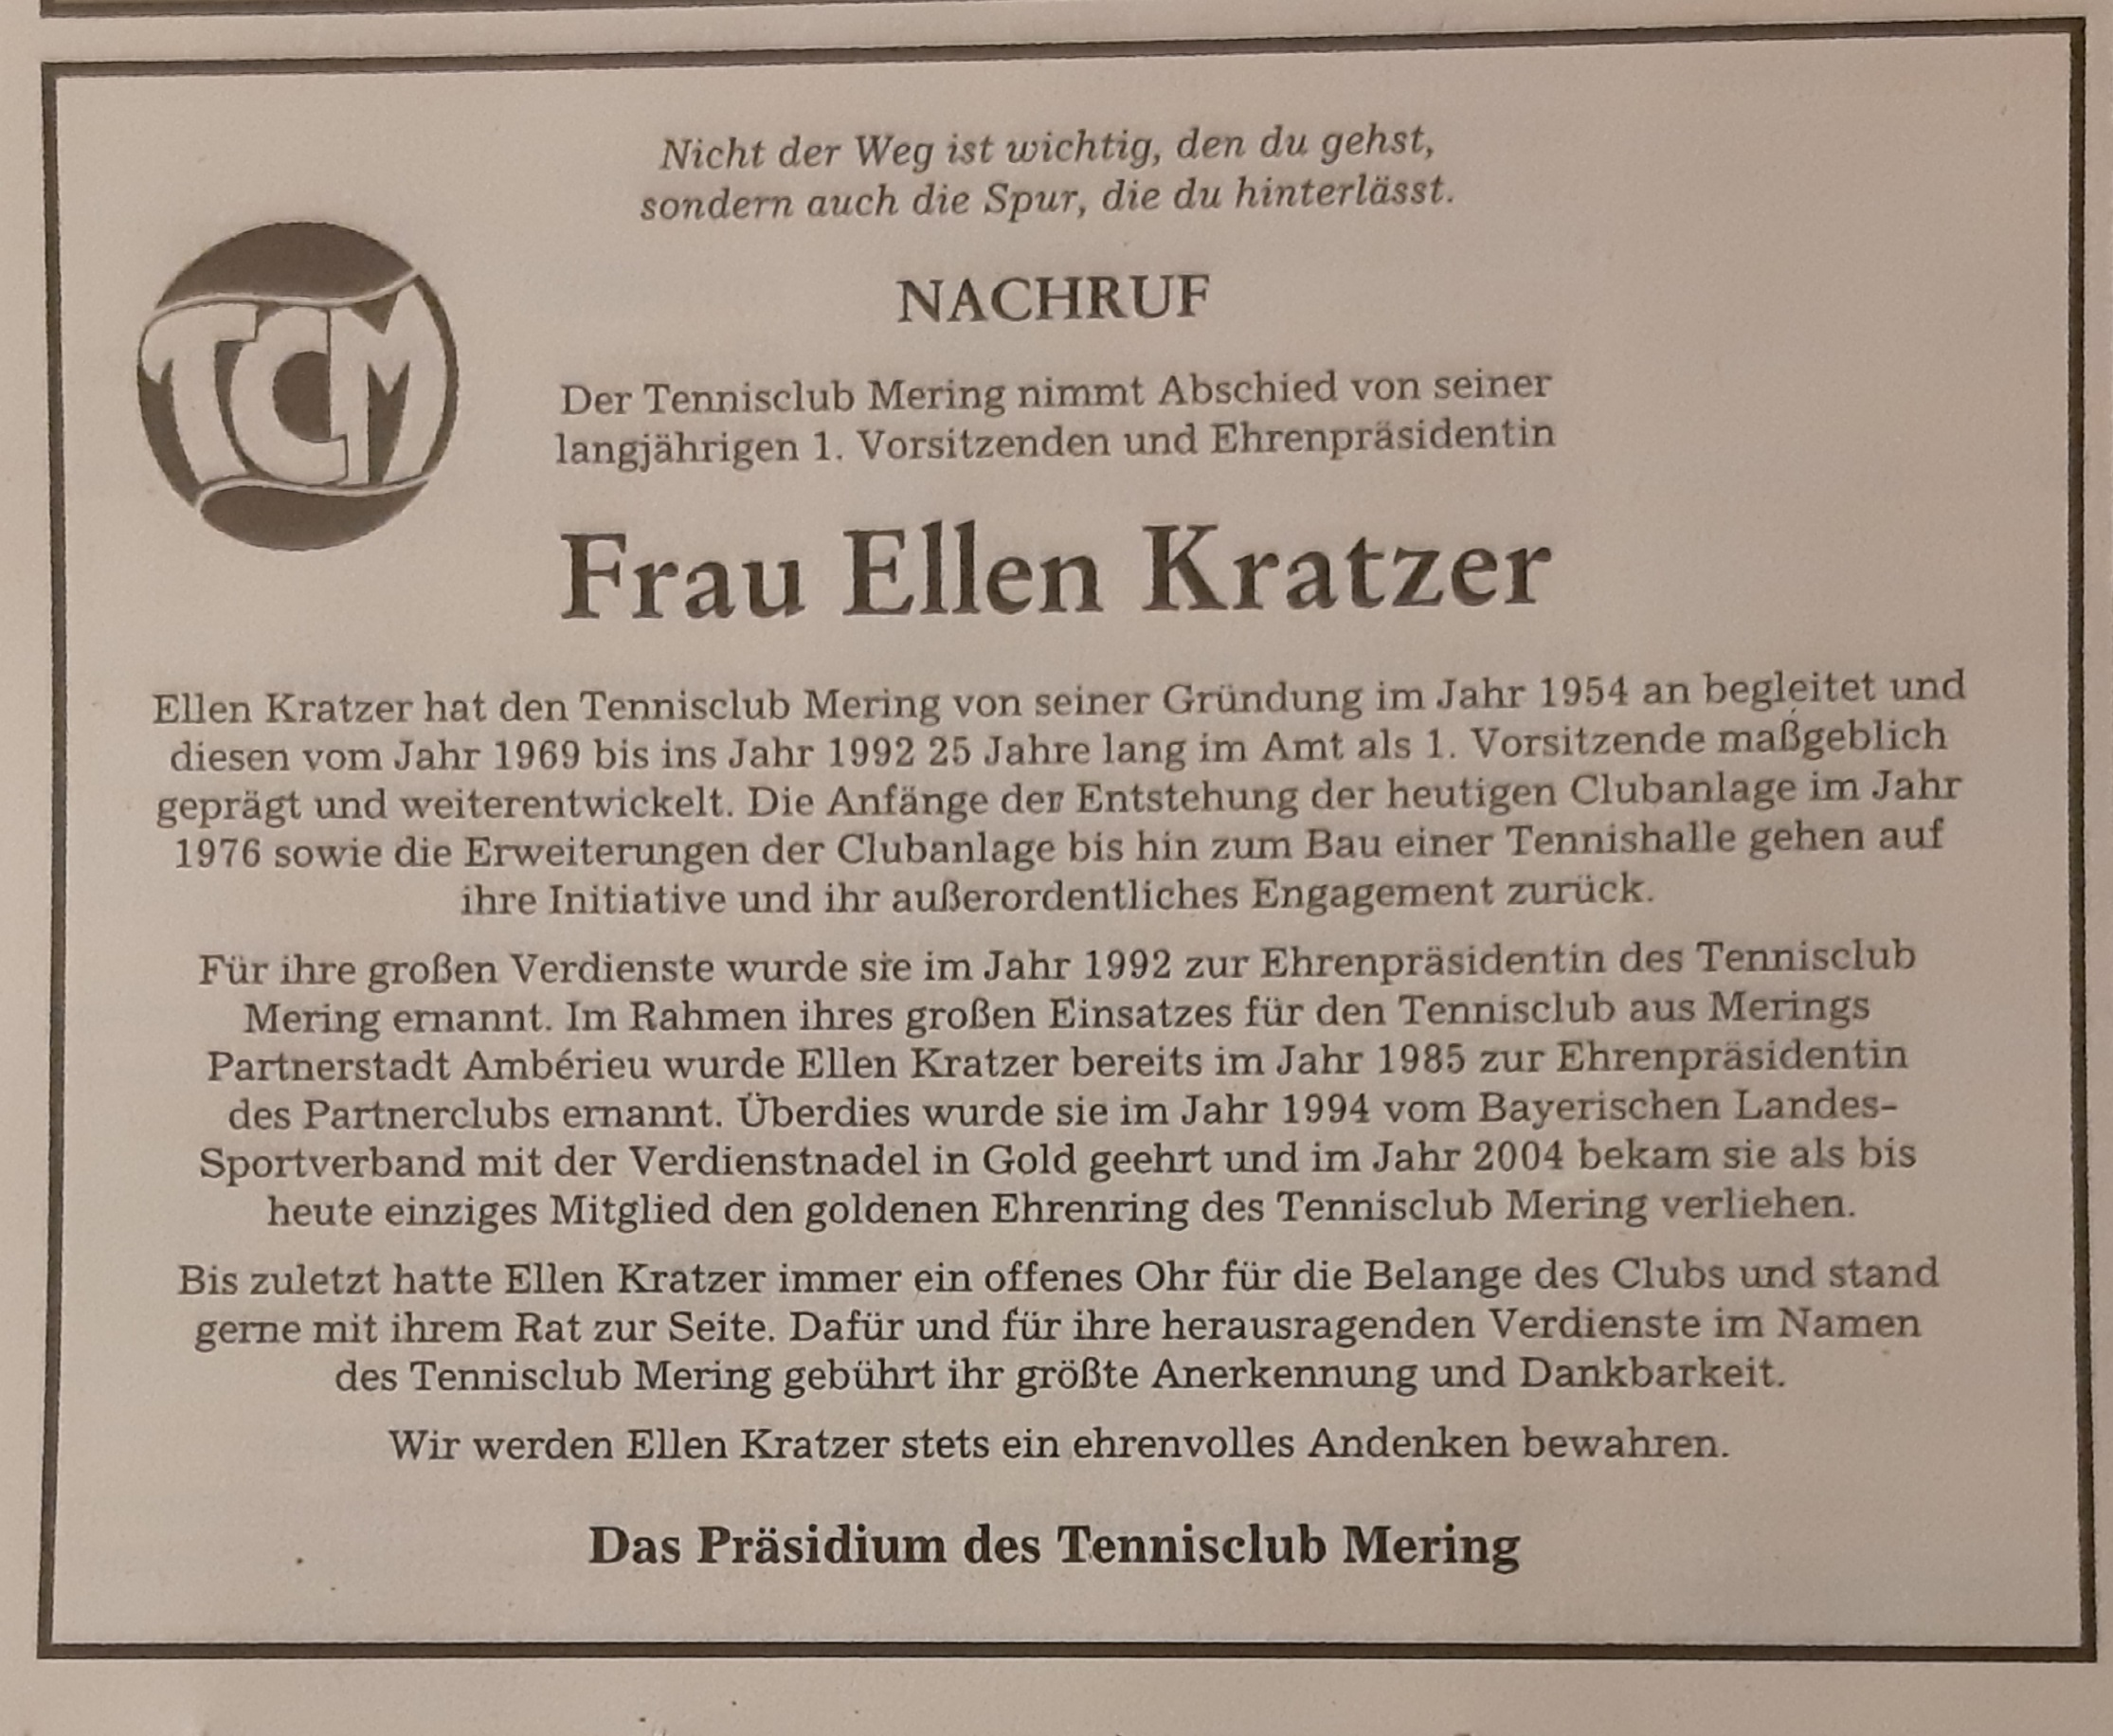 Nicht der Weg ist wichtig, den du gehst,
sondern auch die Spur, die du hinterlässt.
TCM
NACHRUF
Der Tennisclub Mering nimmt Abschied von seiner
langjährigen 1. Vorsitzenden und Ehrenpräsidentin
Frau Ellen Kratzer
Ellen Kratzer hat den Tennisclub Mering von seiner Gründung im Jahr 1954 an begleitet und
diesen vom Jahr 1969 bis ins Jahr 1992 25 Jahre lang im Amt als 1. Vorsitzende maßgeblich
geprägt und weiterentwickelt. Die Anfänge der Entstehung der heutigen Clubanlage im Jahr
1976 sowie die Erweiterungen der Clubanlage bis hin zum Bau einer Tennishalle gehen auf
ihre Initiative und ihr außerordentliches Engagement zurück.
Für ihre großen Verdienste wurde sie im Jahr 1992 zur Ehrenpräsidentin des Tennisclub
Mering ernannt. Im Rahmen ihres großen Einsatzes für den Tennisclub aus Merings
Partnerstadt Ambérieu wurde Ellen Kratzer bereits im Jahr 1985 zur Ehrenpräsidentin
des Partnerclubs ernannt. Überdies wurde sie im Jahr 1994 vom Bayerischen Landes-
Sportverband mit der Verdienstnadel in Gold geehrt und im Jahr 2004 bekam sie als bis
heute einziges Mitglied den goldenen Ehrenring des Tennisclub Mering verliehen.
Bis zuletzt hatte Ellen Kratzer immer ein offenes Ohr für die Belange des Clubs und stand
gerne mit ihrem Rat zur Seite. Dafür und für ihre herausragenden Verdienste im Namen
des Tennisclub Mering gebührt ihr größte Anerkennung und Dankbarkeit.
Wir werden Ellen Kratzer stets ein ehrenvolles Andenken bewahren.
Das Präsidium des Tennisclub Mering